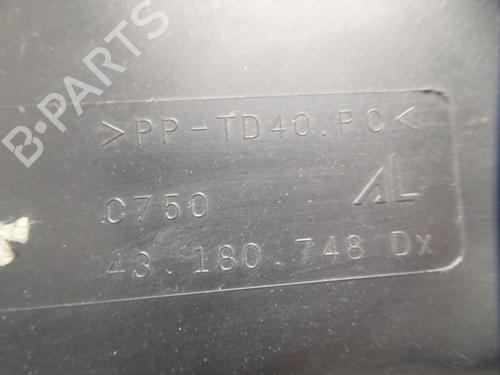 B-PARTS
>PP-TD40.PC<
C750 AL
43.180.748 Dx